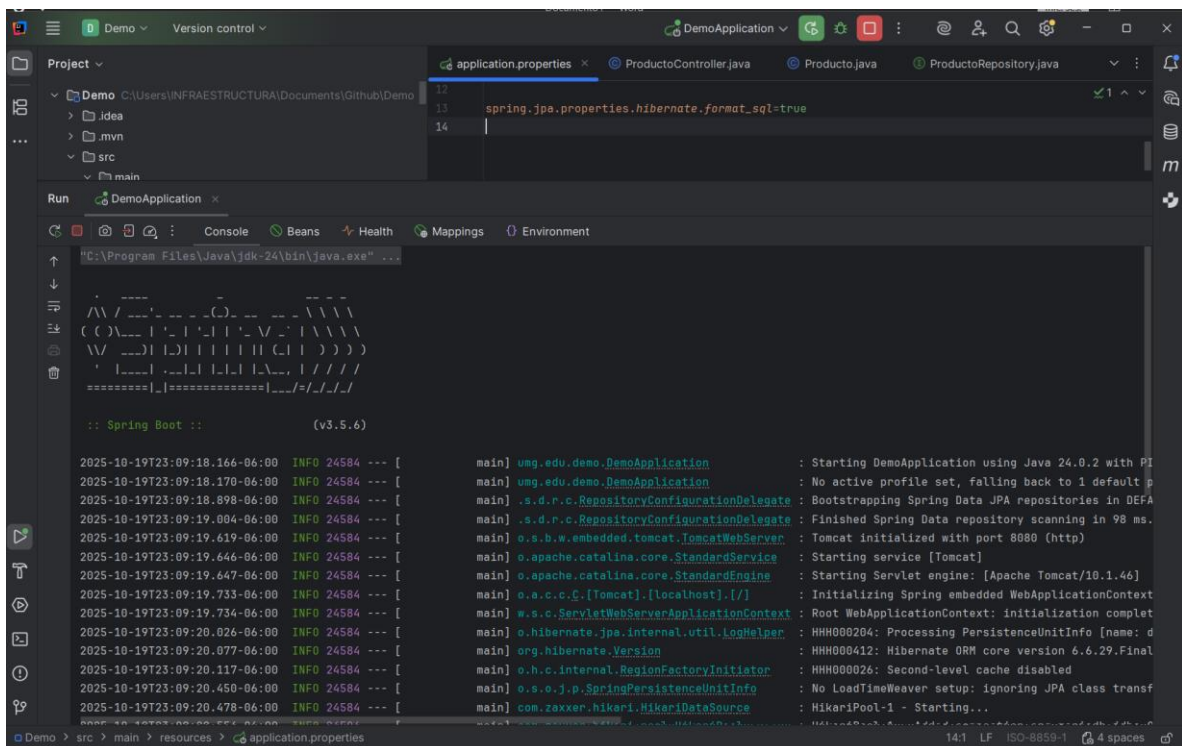 D Demo Version control DemoApplication
Project
application.properties ProductoController.java Producto.java ProductoRepository.java
Demo C:\Users\INFRAESTRUCTURA\Documents\Github\Demo
12
.idea
13 spring.jpa.properties.hibernate.format_sql=true
.mvn
14
src
main
1
Run DemoApplication
Console Beans Health Mappings Environment
"C:\Program Files\Java\jdk-24\bin\java.exe" ...
:: Spring Boot :: (v3.5.6)
2025-10-19T23:09:18.166-06:00 INFO 24584 --- [ main] umg.edu.demo.DemoApplication : Starting DemoApplication using Java 24.0.2 with PI
2025-10-19T23:09:18.170-06:00 INFO 24584 --- [ main] umg.edu.demo.DemoApplication : No active profile set, falling back to 1 default p
2025-10-19T23:09:18.898-06:00 INFO 24584 --- [ main] .s.d.r.c.RepositoryConfigurationDelegate : Bootstrapping Spring Data JPA repositories in DEFA
2025-10-19T23:09:19.004-06:00 INFO 24584 --- [ main] .s.d.r.c.RepositoryConfigurationDelegate : Finished Spring Data repository scanning in 98 ms.
2025-10-19T23:09:19.619-06:00 INFO 24584 --- [ main] o.s.b.w.embedded.tomcat.TomcatWebServer : Tomcat initialized with port 8080 (http)
2025-10-19T23:09:19.646-06:00 INFO 24584 --- [ main] o.apache.catalina.core.StandardService : Starting service [Tomcat]
2025-10-19T23:09:19.647-06:00 INFO 24584 --- [ main] o.apache.catalina.core.StandardEngine : Starting Servlet engine: [Apache Tomcat/10.1.46]
2025-10-19T23:09:19.733-06:00 INFO 24584 --- [ main] o.a.c.c.C.[Tomcat].[localhost].[/] : Initializing Spring embedded WebApplicationContext
2025-10-19T23:09:19.734-06:00 INFO 24584 --- [ main] w.s.c.ServletWebServerApplicationContext : Root WebApplicationContext: initialization complet
2025-10-19T23:09:20.026-06:00 INFO 24584 --- [ main] o.hibernate.jpa.internal.util.LogHelper : HHH000204: Processing PersistenceUnitInfo [name: d
2025-10-19T23:09:20.077-06:00 INFO 24584 --- [ main] org.hibernate.Version : HHH000412: Hibernate ORM core version 6.6.29.Final
2025-10-19T23:09:20.117-06:00 INFO 24584 --- [ main] o.h.c.internal.RegionFactoryInitiator : HHH000026: Second-level cache disabled
2025-10-19T23:09:20.450-06:00 INFO 24584 --- [ main] o.s.o.j.p.SpringPersistenceUnitInfo : No LoadTimeWeaver setup: ignoring JPA class transf
2025-10-19T23:09:20.478-06:00 INFO 24584 --- [ main] com.zaxxer.hikari.HikariDataSource : HikariPool-1 - Starting...
Demo > src > main > resources > application.properties 14:1 LF ISO-8859-1 4 spaces